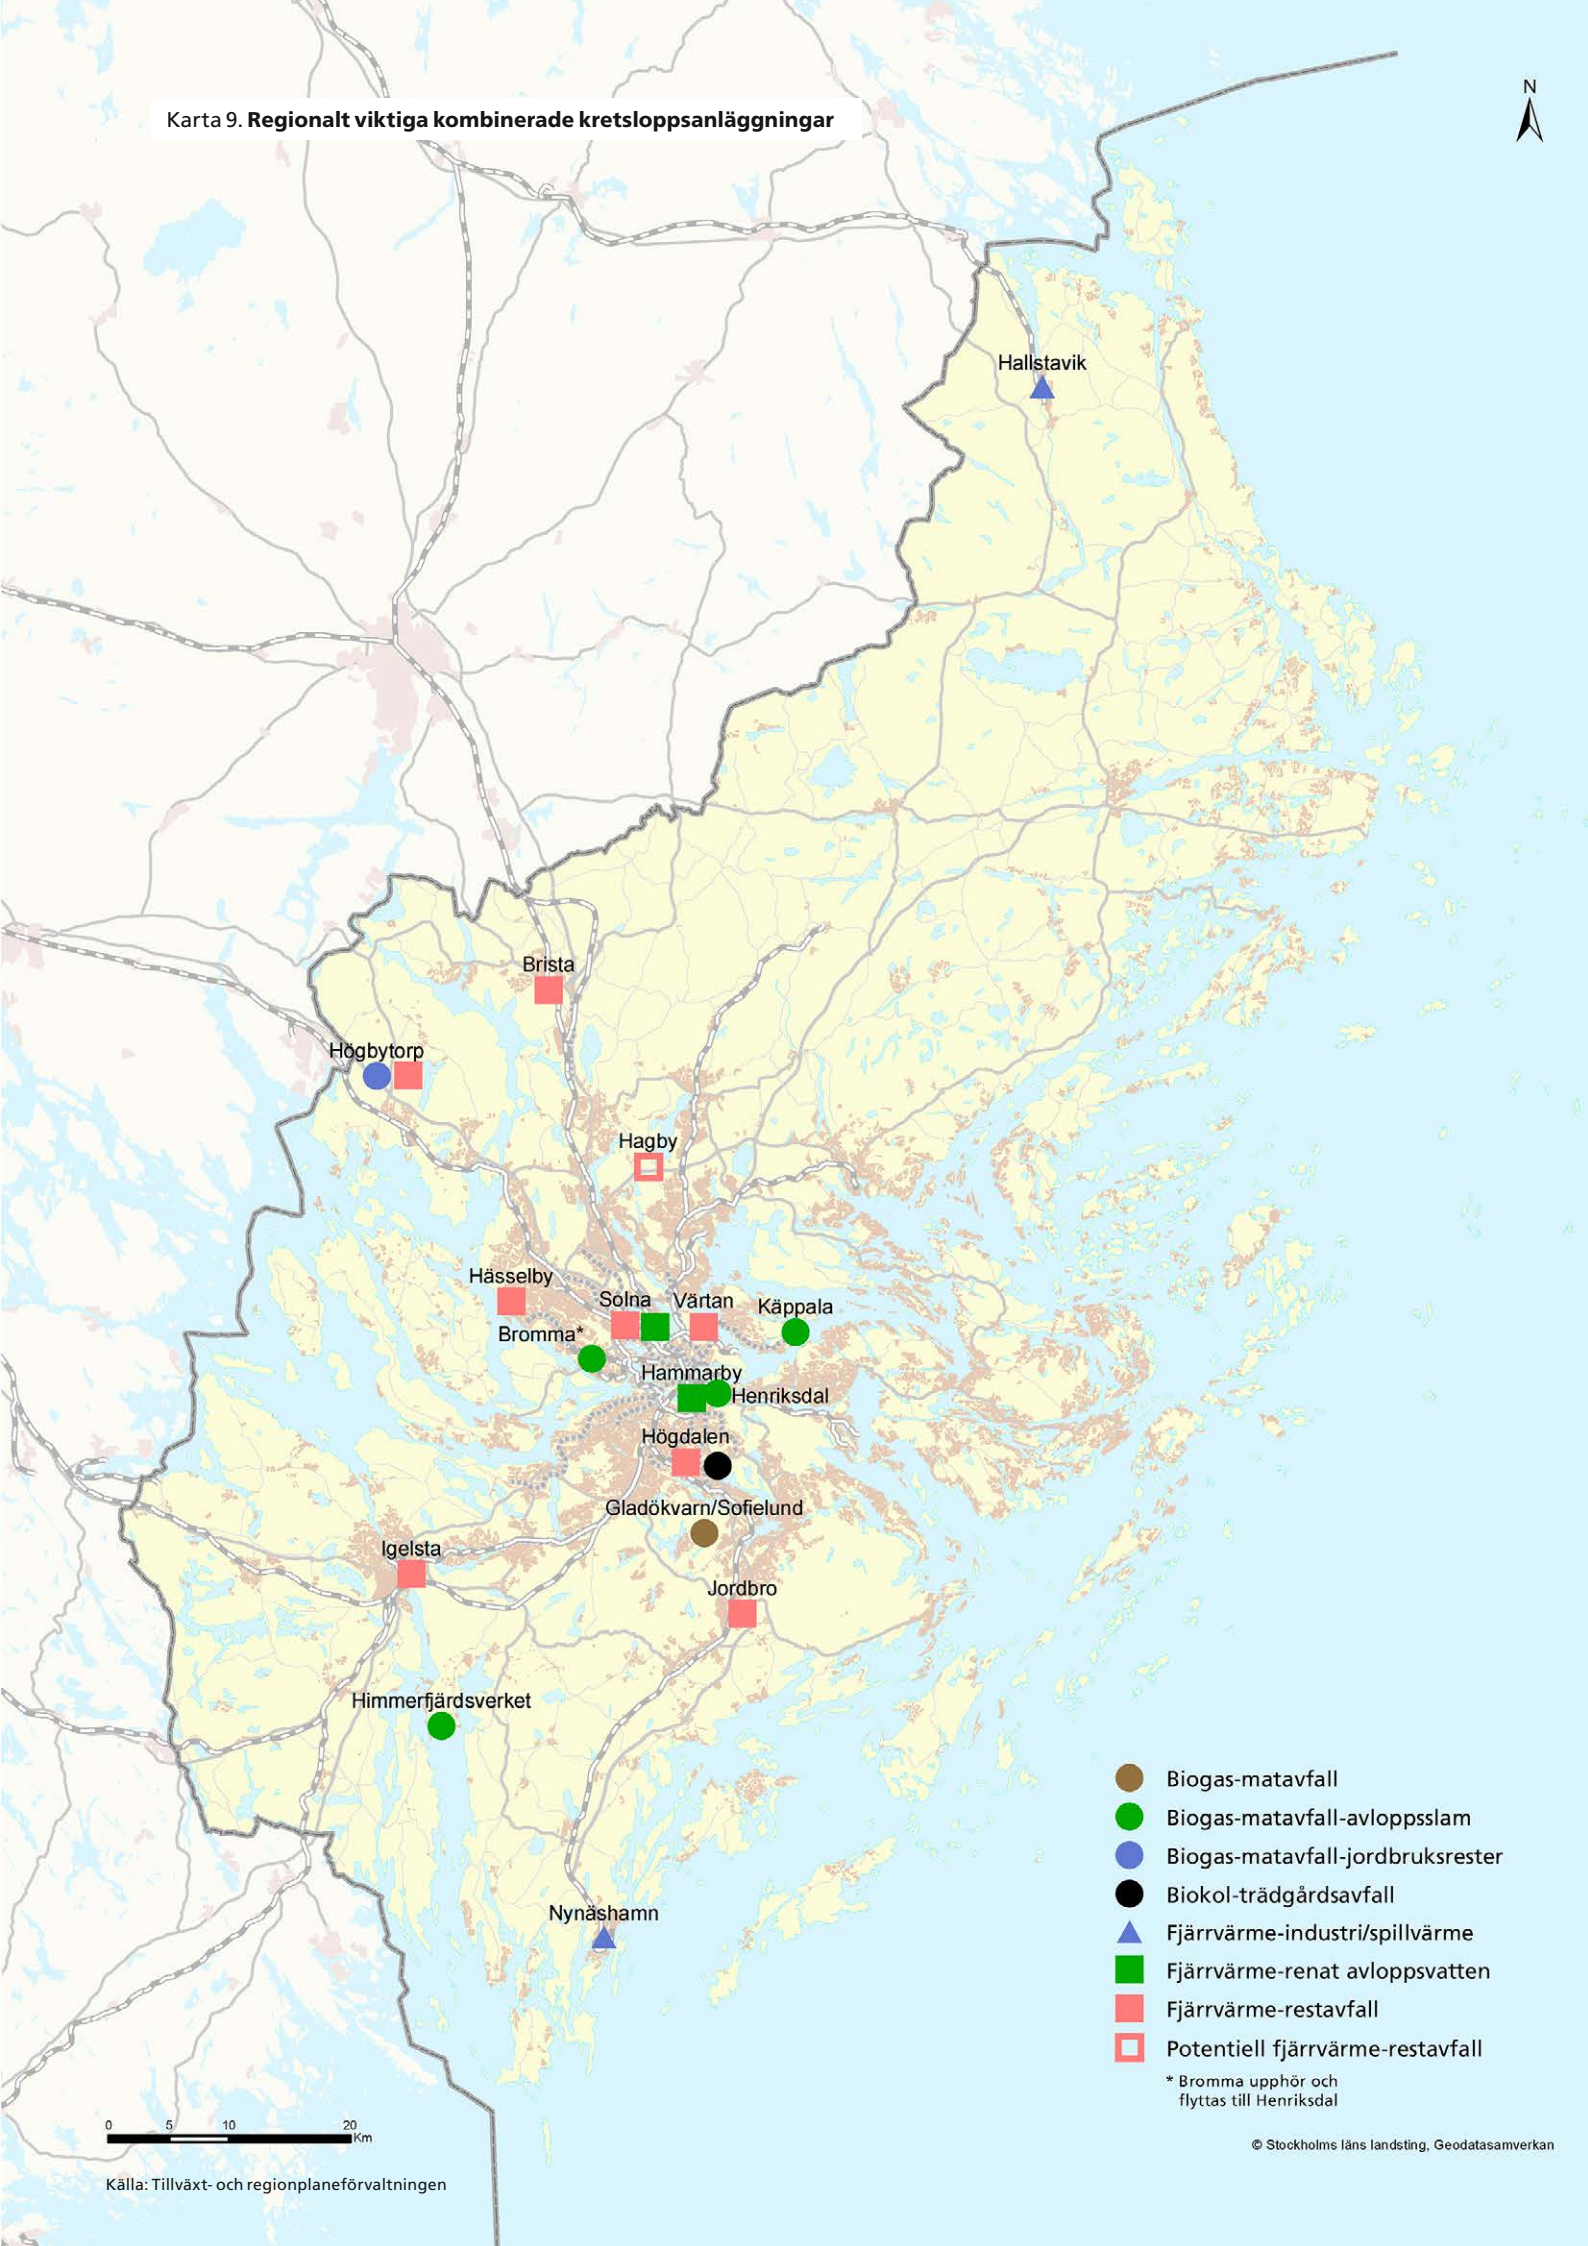 N
Karta 9. Regionalt viktiga kombinerade kretsloppsanläggningar
Hallstavik
Brista
Högbytorp
Hagby
Hässelby
Solna
Värtan
Käppala
Bromma*
Hammarby
Henriksdal
Högdalen
Gladökvarn/Sofielund
Igelsta
Jordbro
Himmerfjärdsverket
Nynäshamn
Biogas-matavfall
Biogas-matavfall-avloppsslam
Biogas-matavfall-jordbruksrester
Biokol-trädgårdsavfall
Fjärrvärme-industri/spillvärme
Fjärrvärme-renat avloppsvatten
Fjärrvärme-restavfall
Potentiell fjärrvärme-restavfall
* Bromma upphör och
flyttas till Henriksdal
0 5 10 20
Km
© Stockholms läns landsting, Geodatasamverkan
Källa: Tillväxt- och regionplaneförvaltningen